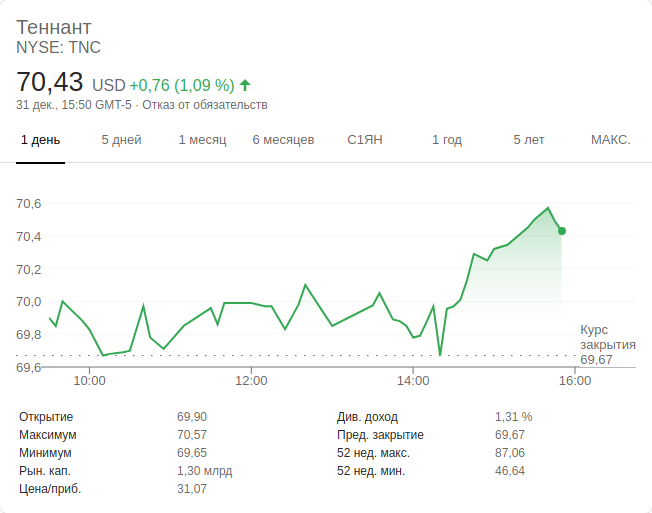 Теннант
NYSE: TNC
70,43 USD +0,76 (1,09 %)
31 дек., 15:50 GMT-5 · Отказ от обязательств
1 день 5 дней 1 месяц 6 месяцев С1ЯН 1 год 5 лет МАКС.
70,6
70,4
70,2
70,0
69,8
69,6
Курс
закрытия
69,67
10:00 12:00 14:00 16:00
Открытие 69,90 Див. доход 1,31 %
Максимум 70,57 Пред. закрытие 69,67
Минимум 69,65 52 нед. макс. 87,06
Рын. кап. 1,30 млрд 52 нед. мин. 46,64
Цена/приб. 31,07